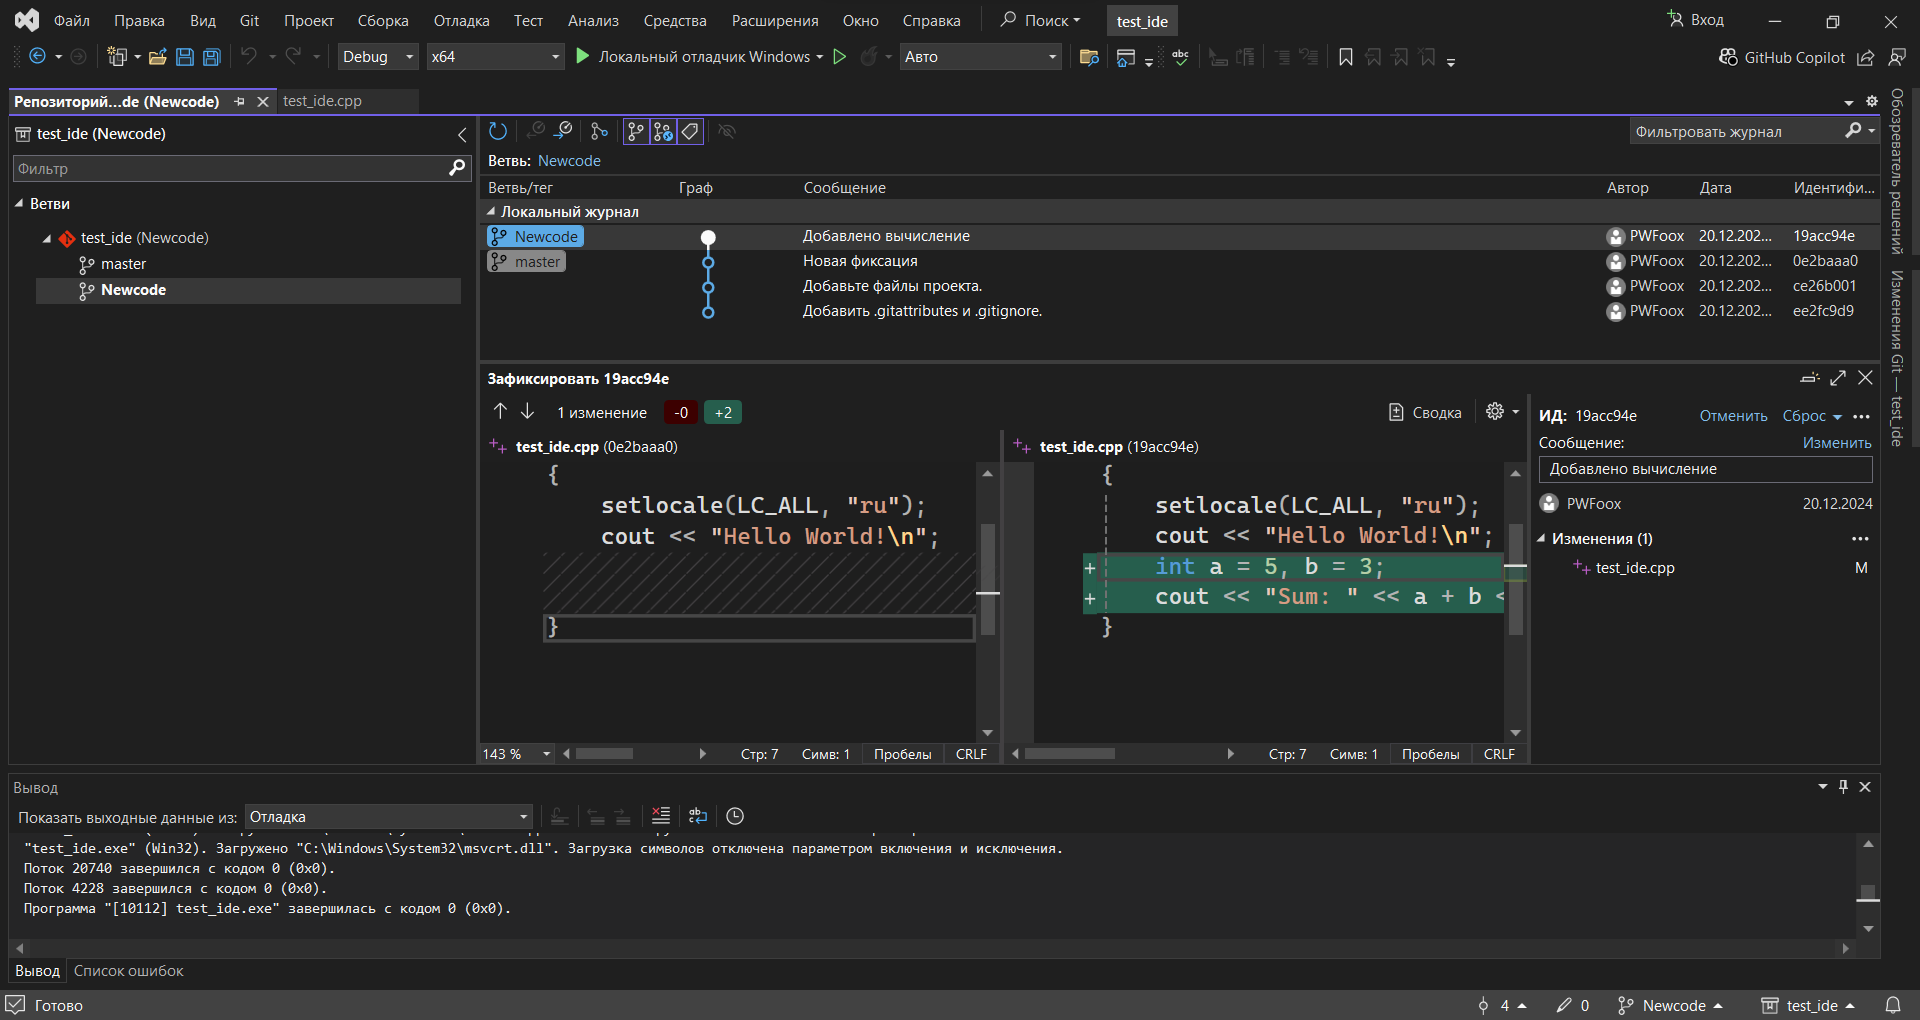 Файл Правка Вид Git Проект Сборка Отладка Тест Анализ Средства Расширения Окно Справка Поиск test_ide Вход
Debug x64 Локальный отладчик Windows Авто abc GitHub Copilot
Репозиторий...de (Newcode) test_ide.cpp
test_ide (Newcode)
Фильтр
Ветви
test_ide (Newcode)
master
Newcode
Фильтровать журнал
Ветвь: Newcode
Ветвь/тег Граф Сообщение Автор Дата Идентифи...
Локальный журнал
Newcode Добавлено вычисление PWFoox 20.12.202... 19acc94e
master Новая фиксация PWFoox 20.12.202... 0e2baaa0
Добавьте файлы проекта. PWFoox 20.12.202... ce26b001
Добавить .gitattributes и .gitignore. PWFoox 20.12.202... ee2fc9d9
Зафиксировать 19acc94e
1 изменение -0 +2 Сводка
test_ide.cpp (0e2baaa0)
{
setlocale(LC_ALL, "ru");
cout << "Hello World!\n";
}
143 % Стр: 7 Симв: 1 Пробелы CRLF
test_ide.cpp (19acc94e)
{
setlocale(LC_ALL, "ru");
cout << "Hello World!\n";
+ int a = 5, b = 3;
+ cout << "Sum: " << a + b <
}
Стр: 7 Симв: 1 Пробелы CRLF
ИД: 19acc94e Отменить Сброс
Сообщение: Изменить
Добавлено вычисление
PWFoox 20.12.2024
Изменения (1)
test_ide.cpp M
Обозреватель решений
Изменения Git — test_ide
Вывод
Показать выходные данные из: Отладка
"test_ide.exe" (Win32). Загружено "C:\Windows\System32\msvcrt.dll". Загрузка символов отключена параметром включения и исключения.
Поток 20740 завершился с кодом 0 (0x0).
Поток 4228 завершился с кодом 0 (0x0).
Программа "[10112] test_ide.exe" завершилась с кодом 0 (0x0).
Вывод Список ошибок
Готово 4 0 Newcode test_ide